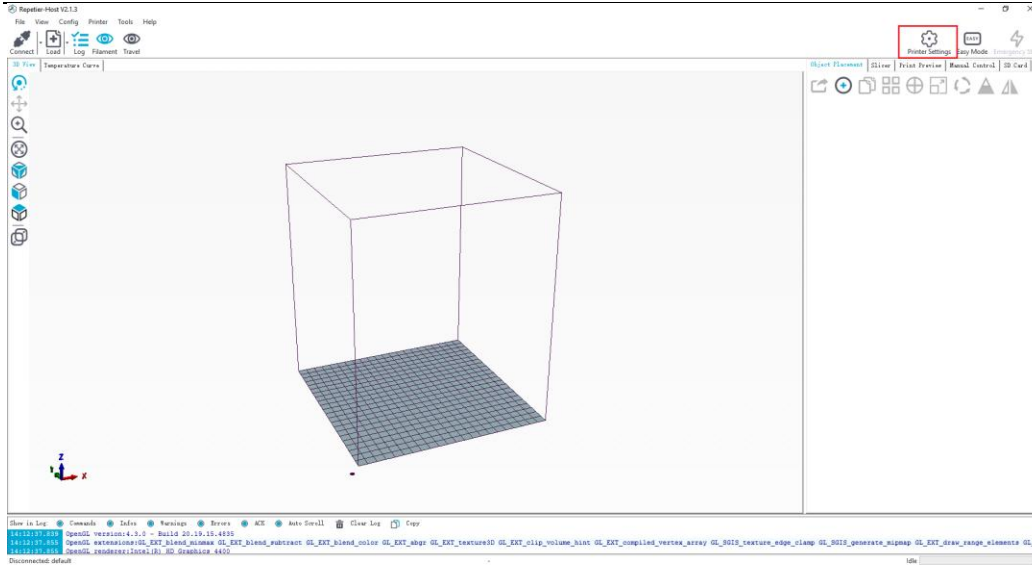 Repetier-Host V2.1.3
File View Config Printer Tools Help
Connect Load Log Filament Travel
Printer Settings Easy Mode Emergency
EASY
3D View Temperature Curve
Object Placement Slicer Print Preview Manual Control SD Card
Z
X
Show in Log: Commands Infos Warnings Errors ACK Auto Scroll Clear Log Copy
14:12:37.839 OpenGL version:4.3.0 - Build 20.19.15.4835
14:12:37.855 OpenGL extensions:GL_EXT_blend_minmax GL_EXT_blend_subtract GL_EXT_blend_color GL_EXT_abgr GL_EXT_texture3D GL_EXT_clip_volume_hint GL_EXT_compiled_vertex_array GL_SGIS_texture_edge_clamp GL_SGIS_generate_mipmap GL_EXT_draw_range_elements GL
14:12:37.855 OpenGL renderer:Intel(R) HD Graphics 4400
Disconnected: default - Idle